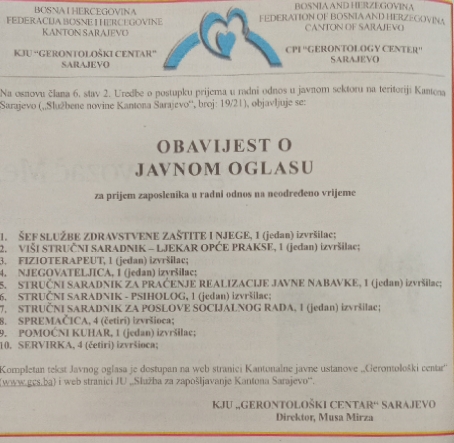 BOSNA I HERCEGOVINA
FEDERACIJA BOSNE I HERCEGOVINE
KANTON SARAJEVO
KJU "GERONTOLOŠKI CENTAR"
SARAJEVO
BOSNIA AND HERZEGOVINA
FEDERATION OF BOSNIA AND HERZEGOVINA
CANTON OF SARAJEVO
CPI "GERONTOLOGY CENTER"
SARAJEVO
Na osnovu člana 6. stav 2. Uredbe o postupku prijema u radni odnos u javnom sektoru na teritoriji Kantona
Sarajevo („Službene novine Kantona Sarajevo“, broj: 19/21), objavljuje se:
OBAVIJEST O
JAVNOM OGLASU
za prijem zaposlenika u radni odnos na neodređeno vrijeme
1. ŠEF SLUŽBE ZDRAVSTVENE ZAŠTITE I NJEGE, 1 (jedan) izvršilac;
2. VIŠI STRUČNI SARADNIK – LJEKAR OPĆE PRAKSE, 1 (jedan) izvršilac;
3. FIZIOTERAPEUT, 1 (jedan) izvršilac;
4. NJEGOVATELJICA, 1 (jedan) izvršilac;
5. STRUČNI SARADNIK ZA PRAĆENJE REALIZACIJE JAVNE NABAVKE, 1 (jedan) izvršilac;
6. STRUČNI SARADNIK - PSIHOLOG, 1 (jedan) izvršilac;
7. STRUČNI SARADNIK ZA POSLOVE SOCIJALNOG RADA, 1 (jedan) izvršilac;
8. SPREMAČICA, 4 (četiri) izvršioca;
9. POMOĆNI KUHAR, 1 (jedan) izvršilac;
10. SERVIRKA, 4 (četiri) izvršioca;
Kompletan tekst Javnog oglasa je dostupan na web stranici Kantonalne javne ustanove „Gerontološki centar“
(www.gcs.ba) i web stranici JU „Služba za zapošljavanje Kantona Sarajevo“.
KJU „GERONTOLOŠKI CENTAR“ SARAJEVO
Direktor, Musa Mirza